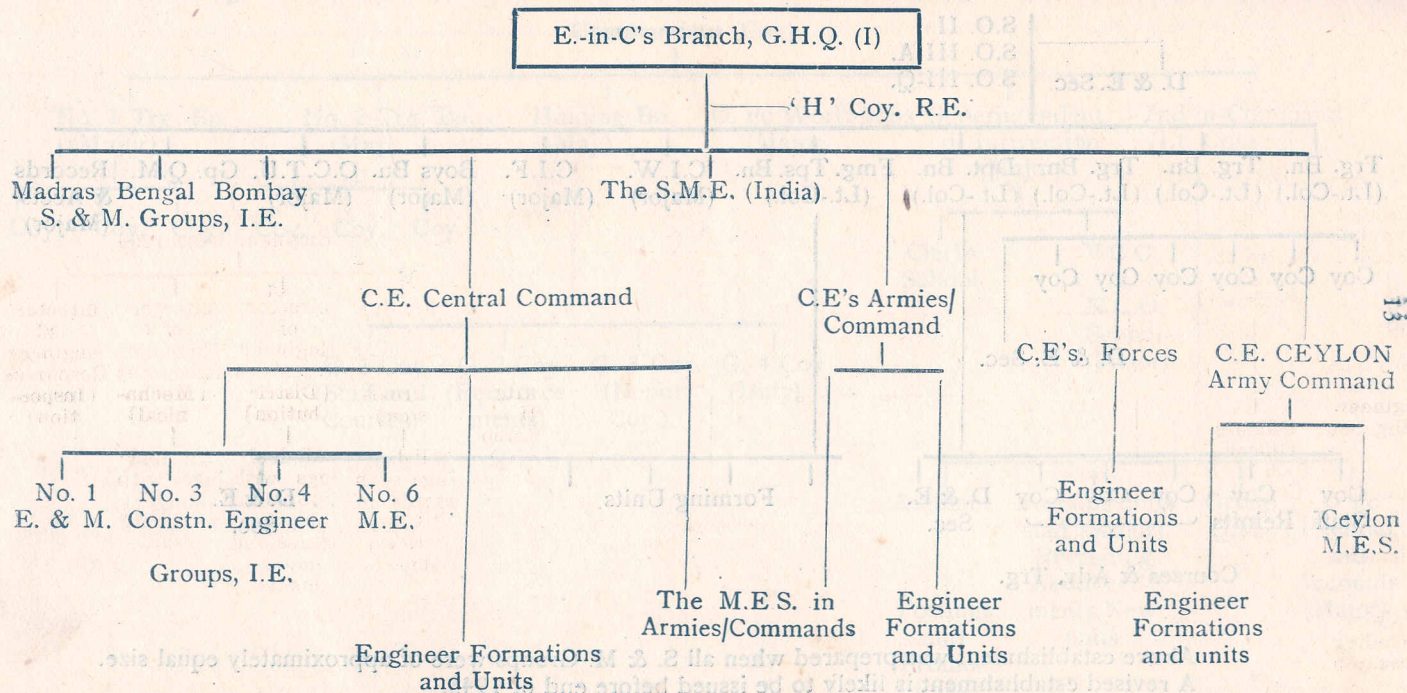 E.-in-C's Branch, G.H.Q. (I)
'H' Coy. R.E.
Madras Bengal Bombay
S. & M. Groups, I.E.
The S.M.E. (India)
C.E. Central Command
C.E's Armies/
Command
C.E's. Forces
C.E. CEYLON
Army Command
13
No. 1 No. 3 No. 4 No. 6
E. & M. Constn. Engineer M.E.
Groups, I.E.
Engineer Formations
and Units
The M.E.S. in
Armies/Commands
Engineer
Formations
and Units
Engineer
Formations
and Units
Engineer
Formations
and units
Ceylon
M.E.S.